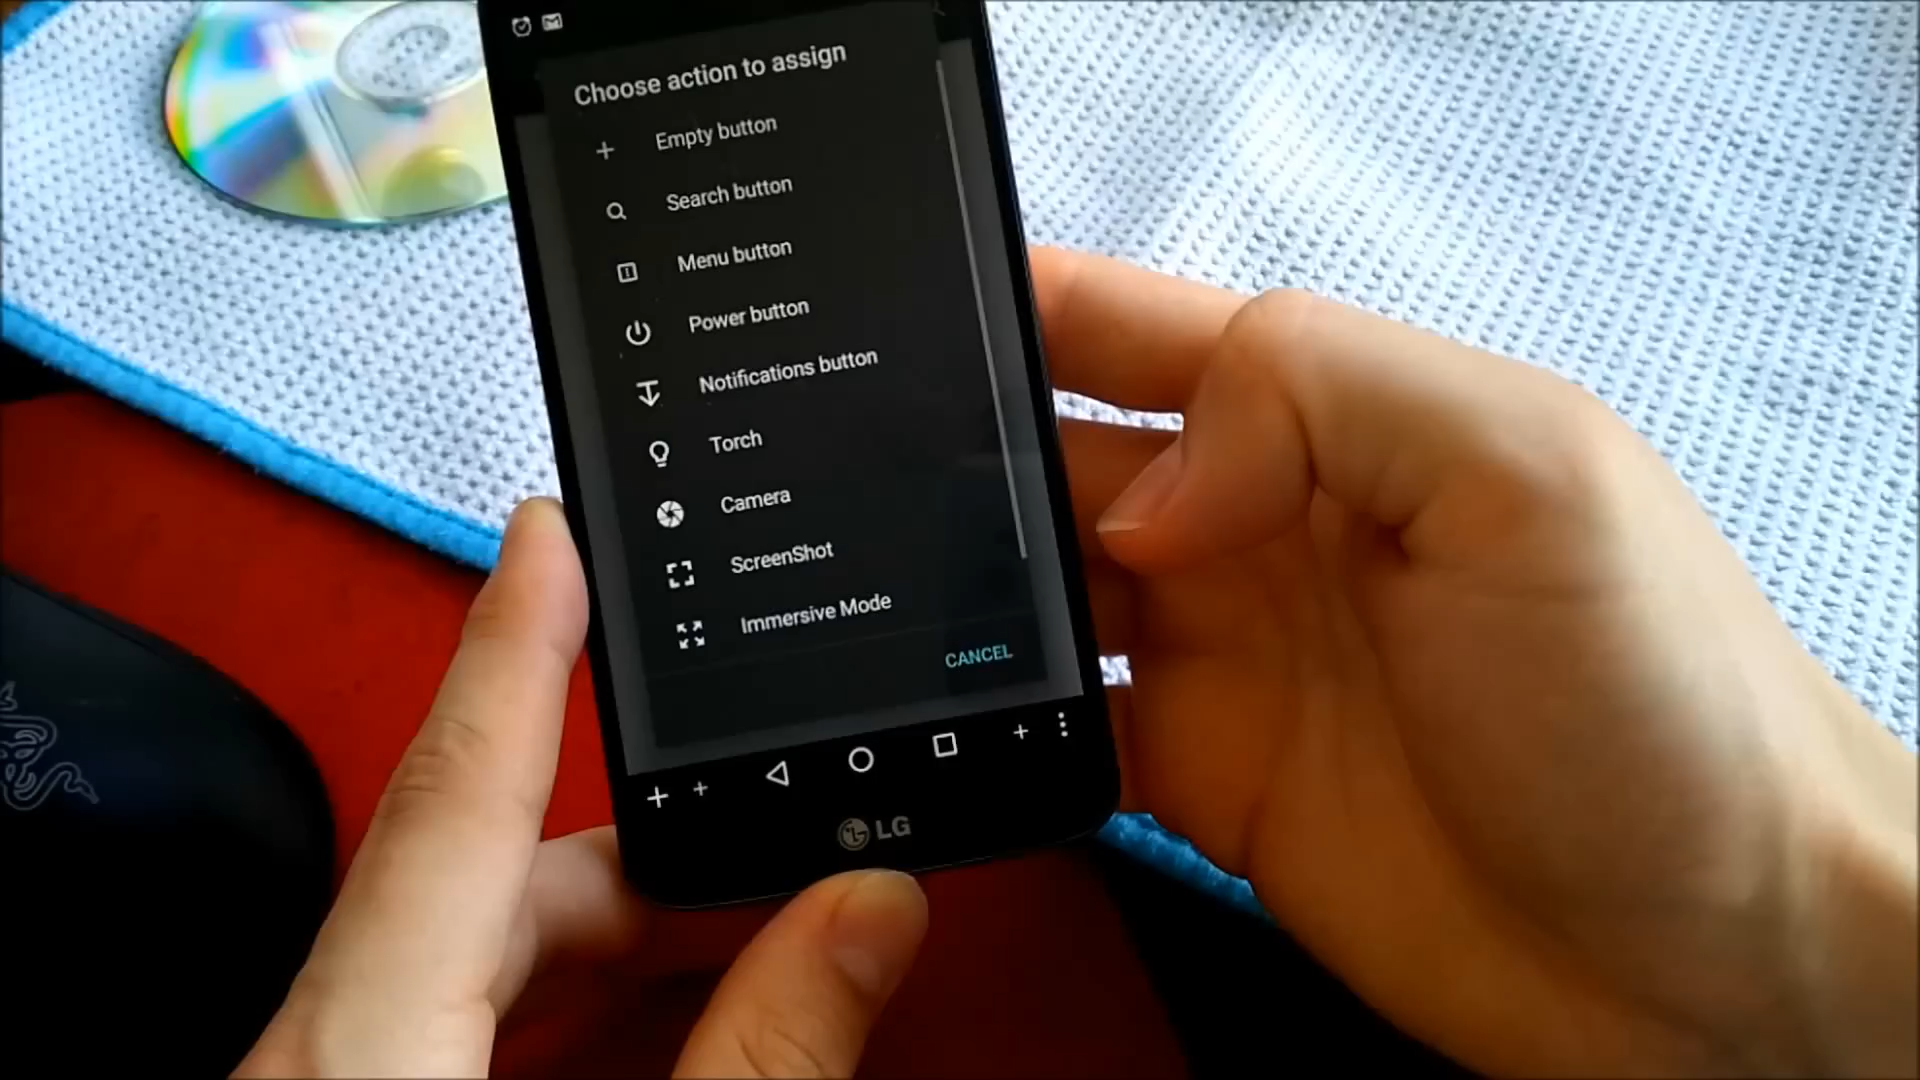 Choose action to assign
Empty button
Search button
Menu button
Power button
Notifications button
Torch
Camera
ScreenShot
Immersive Mode
CANCEL
LG